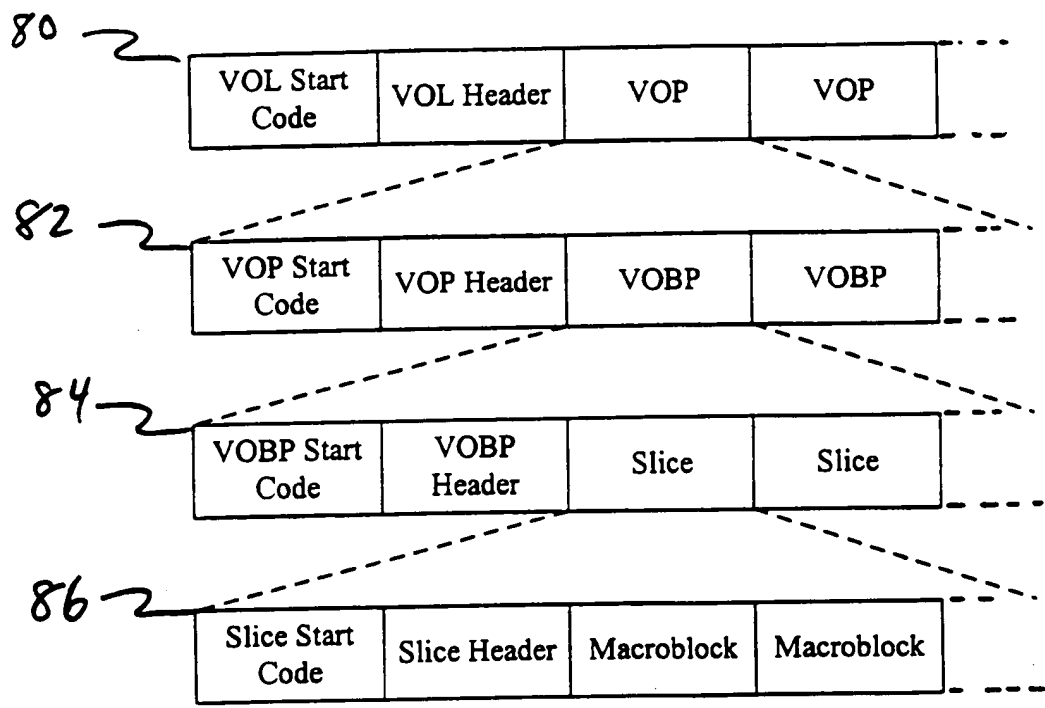 80
VOL Start
Code
VOL Header
VOP
VOP
82
VOP Start
Code
VOP Header
VOBP
VOBP
84
VOBP Start
Code
VOBP
Header
Slice
Slice
86
Slice Start
Code
Slice Header
Macroblock
Macroblock